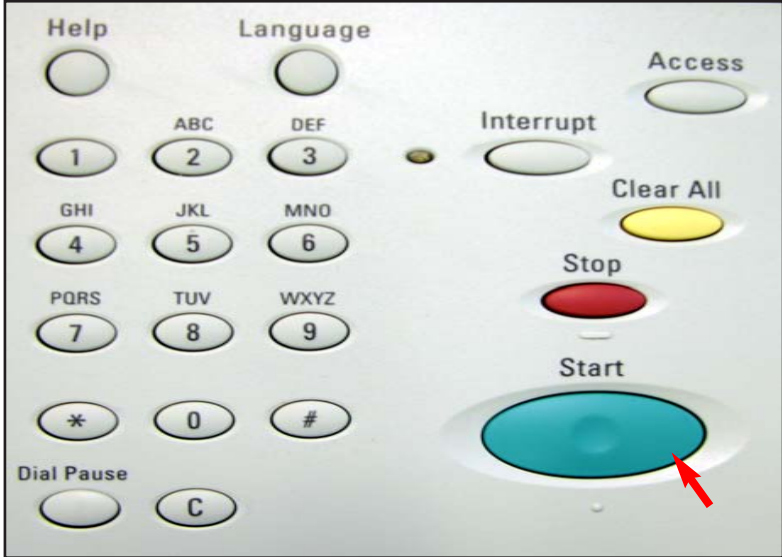 Help Language
Access
ABC DEF Interrupt
1 2 3
Clear All
GHI JKL MNO
4 5 6
Stop
PQRS TUV WXYZ
7 8 9
Start
* 0 #
Dial Pause
C